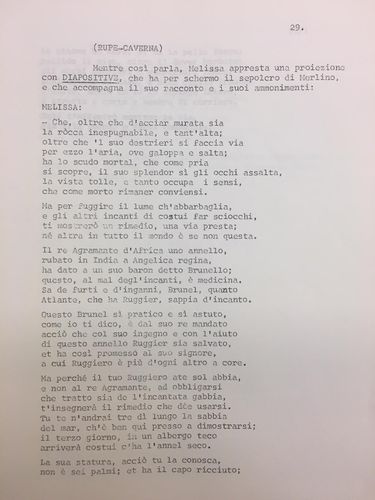 29.
(RUPE-CAVERNA)
Mentre così parla, Melissa appresta una proiezione
con DIAPOSITIVE, che ha per schermo il sepolcro di Merlino,
e che accompagna il suo racconto e i suoi ammonimenti:
MELISSA:
- Che, oltre che d'acciar murata sia
la ròcca inespugnabile, e tant'alta;
oltre che 'l suo destrieri si faccia via
per ezzo l'aria, ove galoppa e salta;
ha lo scudo mortal, che come pria
si scopre, il suo splendor sì gli occhi assalta,
la vista tolle, e tanto occupa i sensi,
che come morto rimaner conviensi.
Ma per fuggire il lume ch'abbarbaglia,
e gli altri incanti di costui far sciocchi,
ti mostrerò un rimedio, una via presta;
né altra in tutto il mondo è se non questa.
Il re Agramante d'Africa uno annello,
rubato in India a Angelica regina,
ha dato a un suo baron detto Brunello;
questo, al mal degl'incanti, è medicina.
Sa de furti e d'inganni, Brunel, quanto
Atlante, che ha Ruggier, sappia d'incanto.
Questo Brunel sì pratico e sì astuto,
come io ti dico, è dal suo re mandato
acciò che col suo ingegno e con l'aiuto
di questo annello Ruggier sia salvato,
et ha così promesso al suo signore,
a cui Ruggiero è più d'ogni altro a core.
Ma perché il tuo Ruggiero ate sol abbia,
e non al re Agramante, ad obbligarsi
che tratto sia de l'incantata gabbia,
t'insegnerà il rimedio che dèe usarsi.
Tu te n'andrai tre dì lungo la sabbia
del mar, ch'è ben qui presso a dimostrarsi;
il terzo giorno, in un albergo teco
arriverà costui c'ha l'annel seco.
La sua statura, acciò tu la conosca,
non è sei palmi; et ha il capo ricciuto;